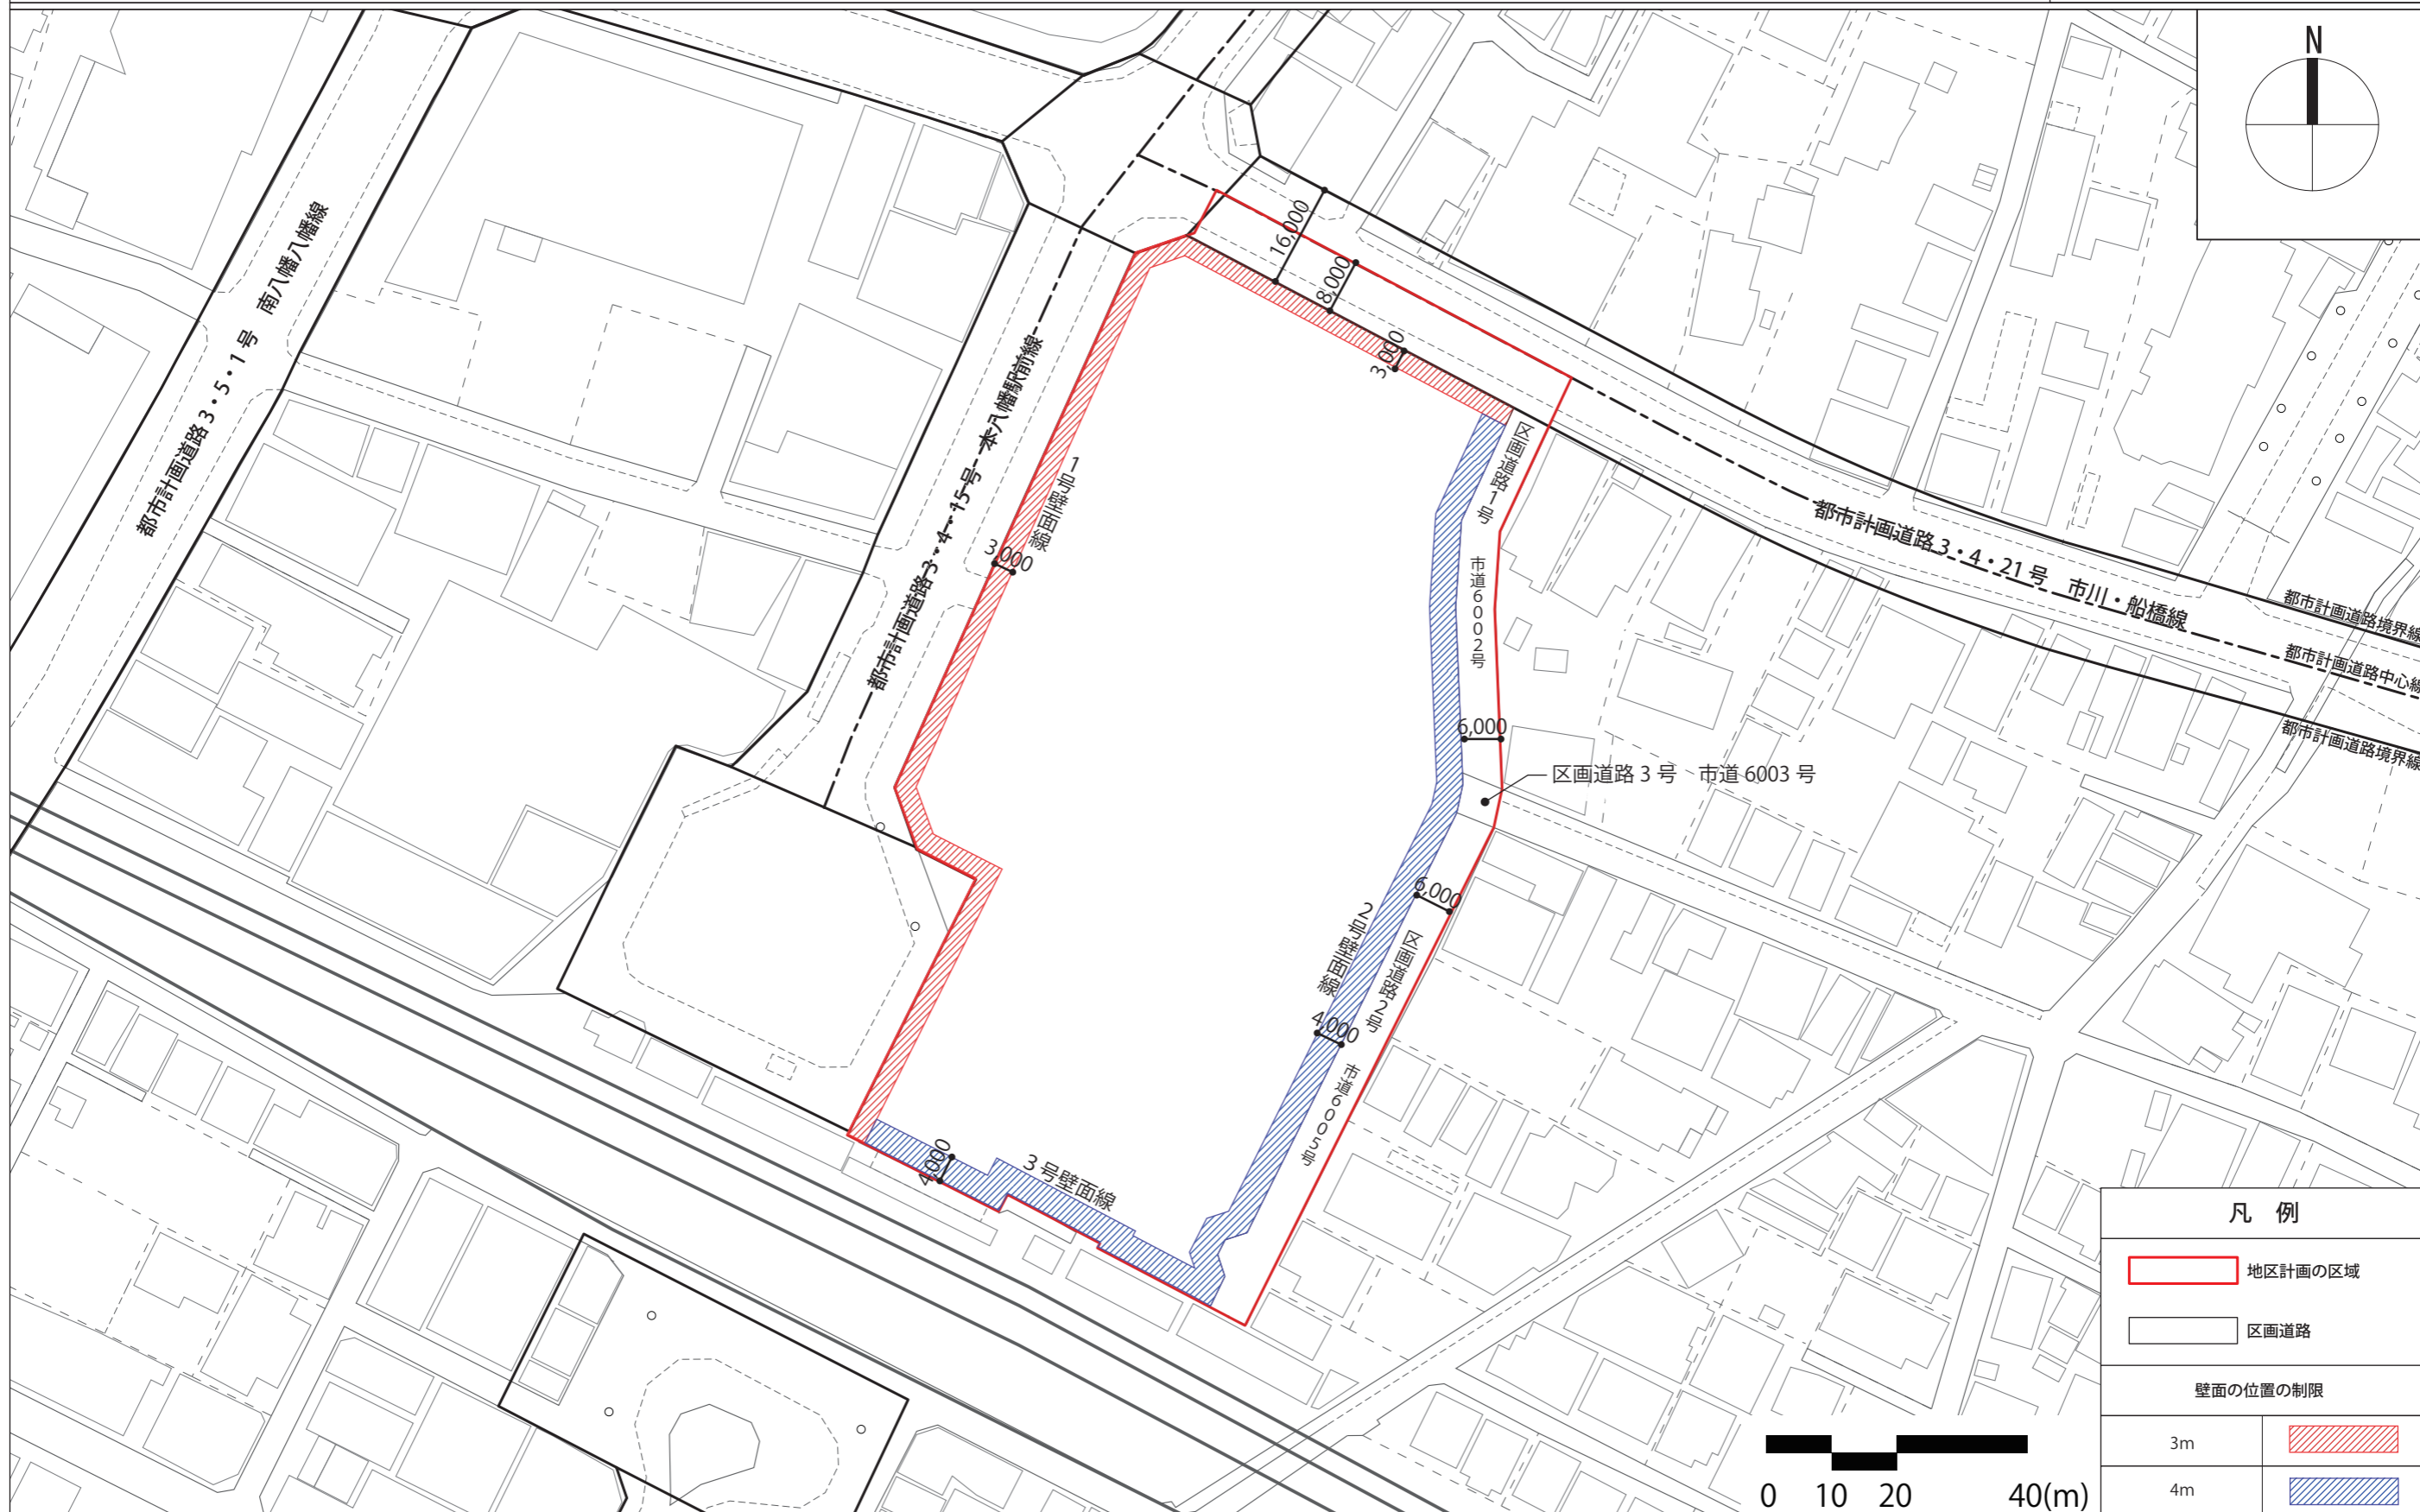 N
都市計画道路 3・5・1 号　南八幡八幡線
都市計画道路 3・4・15号　本八幡駅前線
16,000
8,000
3,000
1号壁面線
3,000
区画道路1号
市道6002号
都市計画道路 3・4・21 号　市川・船橋線
都市計画道路境界線
都市計画道路中心線
都市計画道路境界線
6,000
区画道路 3 号　市道 6003 号
6,000
2号壁面線
区画道路2号
4,000
市道6005号
4,000
3 号壁面線
凡　例
地区計画の区域
区画道路
壁面の位置の制限
3m
4m
0 10 20 40(m)